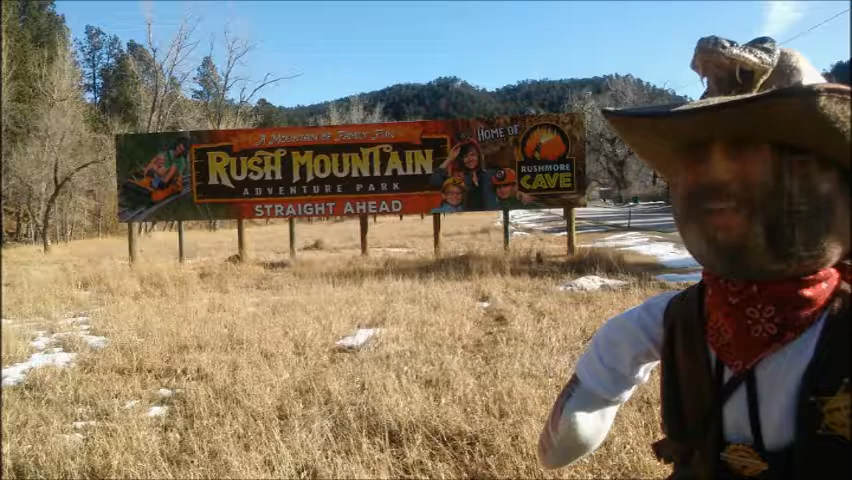 A Mountain of Family Fun
RUSH MOUNTAIN
ADVENTURE PARK
STRAIGHT AHEAD
HOME OF
RUSHMORE
CAVE